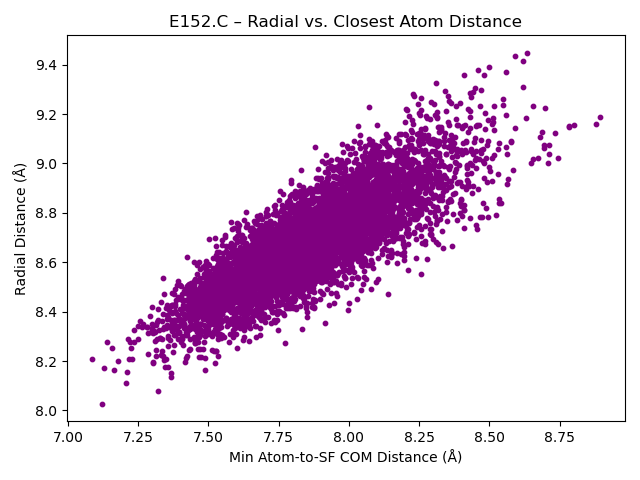 E152.C – Radial vs. Closest Atom Distance
Radial Distance (Å)
9.4
9.2
9.0
8.8
8.6
8.4
8.2
8.0
7.00 7.25 7.50 7.75 8.00 8.25 8.50 8.75
Min Atom-to-SF COM Distance (Å)